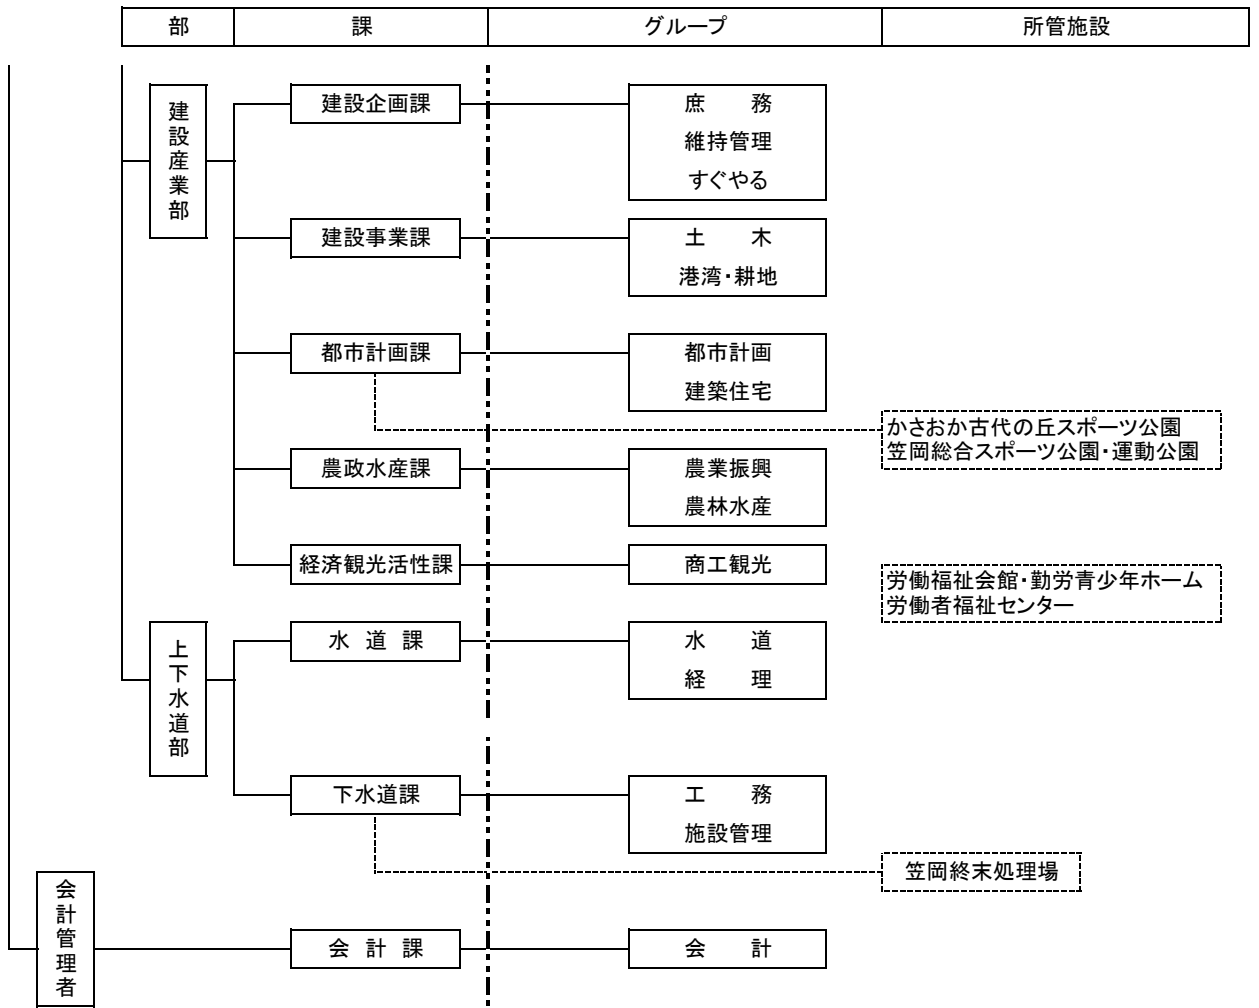 部 課 グループ 所管施設
建設産業部
建設企画課
庶務
維持管理
すぐやる
建設事業課
土木
港湾・耕地
都市計画課
都市計画
建築住宅
かさおか古代の丘スポーツ公園
笠岡総合スポーツ公園・運動公園
農政水産課
農業振興
農林水産
経済観光活性課
商工観光
労働福祉会館・勤労青少年ホーム
労働者福祉センター
上下水道部
水道課
水道
経理
下水道課
工務
施設管理
笠岡終末処理場
会計管理者
会計課
会計